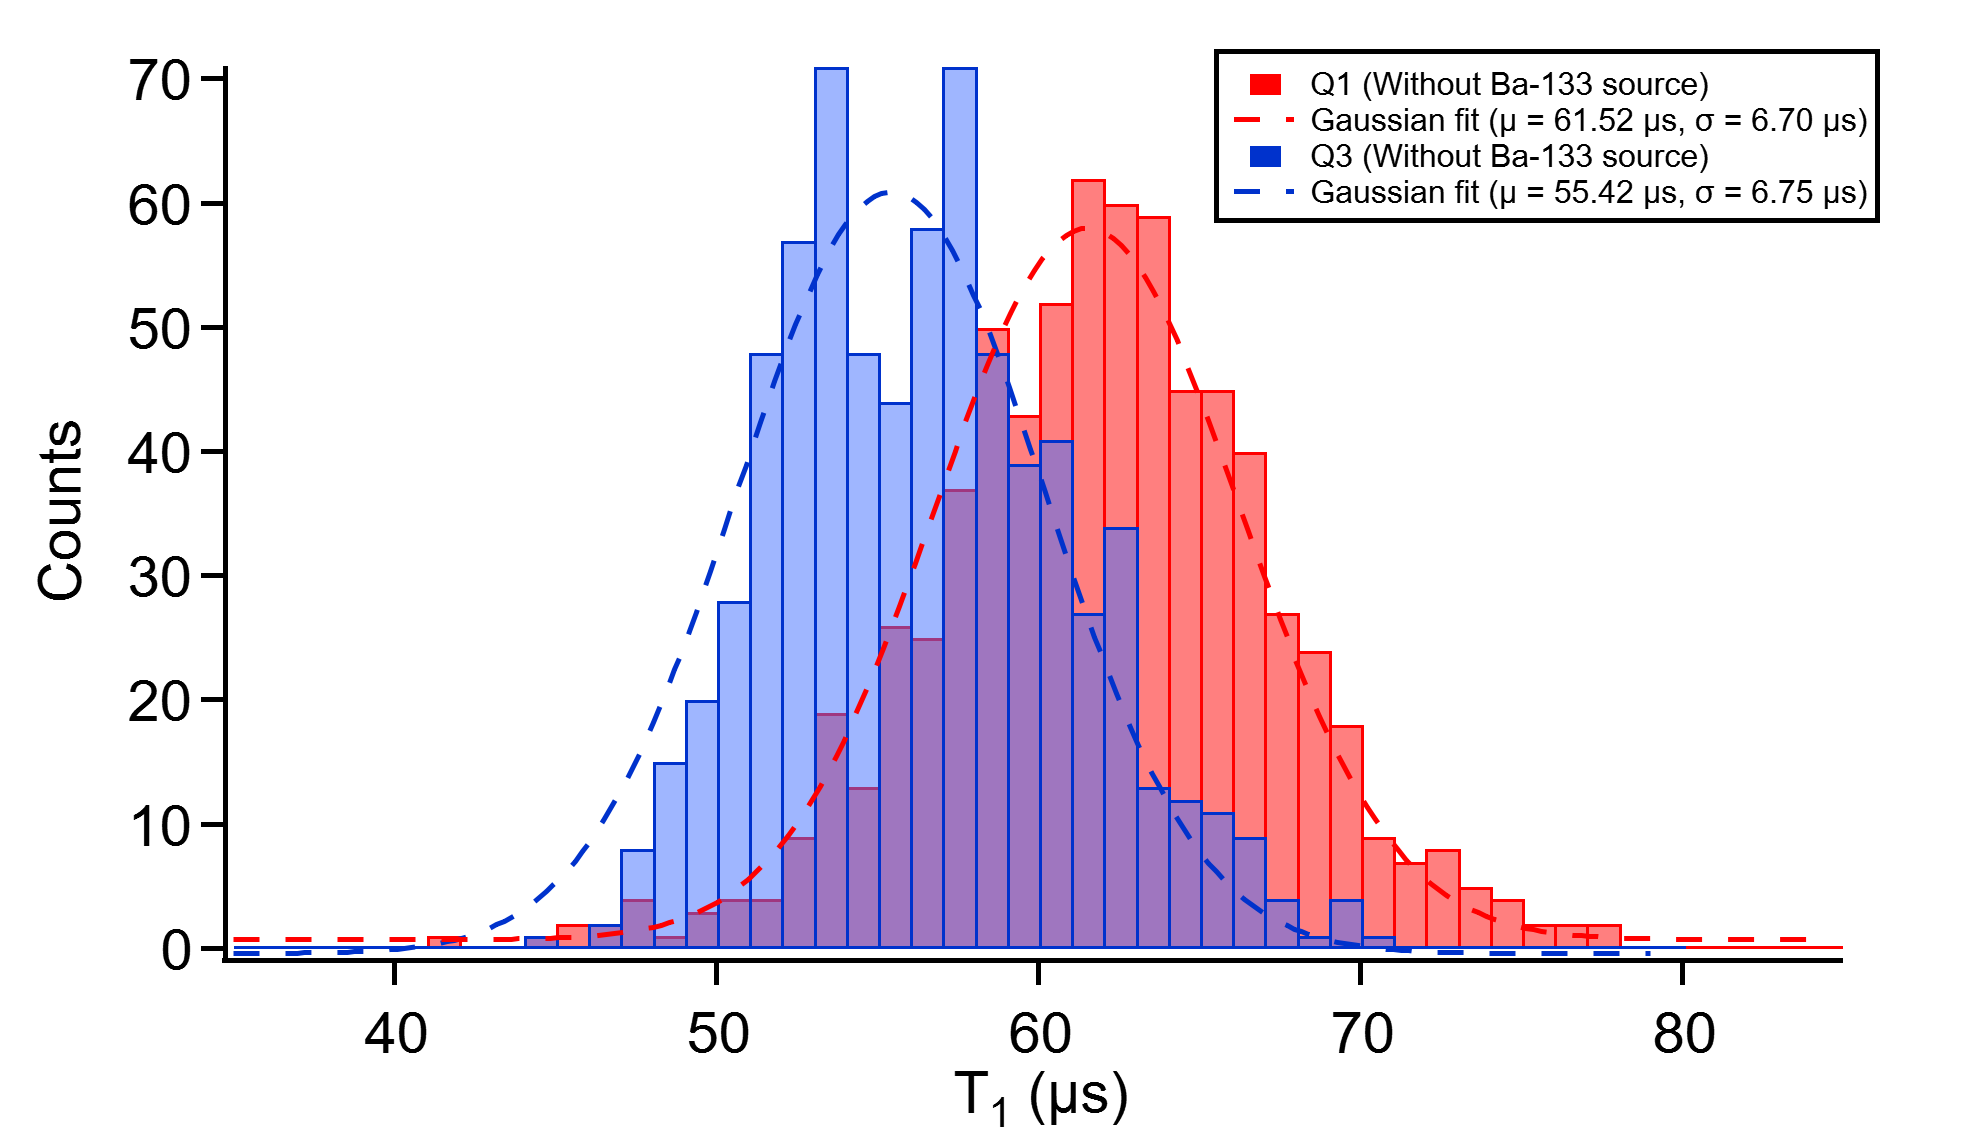 Q1 (Without Ba-133 source)
Gaussian fit (μ = 61.52 μs, σ = 6.70 μs)
Q3 (Without Ba-133 source)
Gaussian fit (μ = 55.42 μs, σ = 6.75 μs)
Counts
70
60
50
40
30
20
10
0
40 50 60 70 80
T₁ (μs)